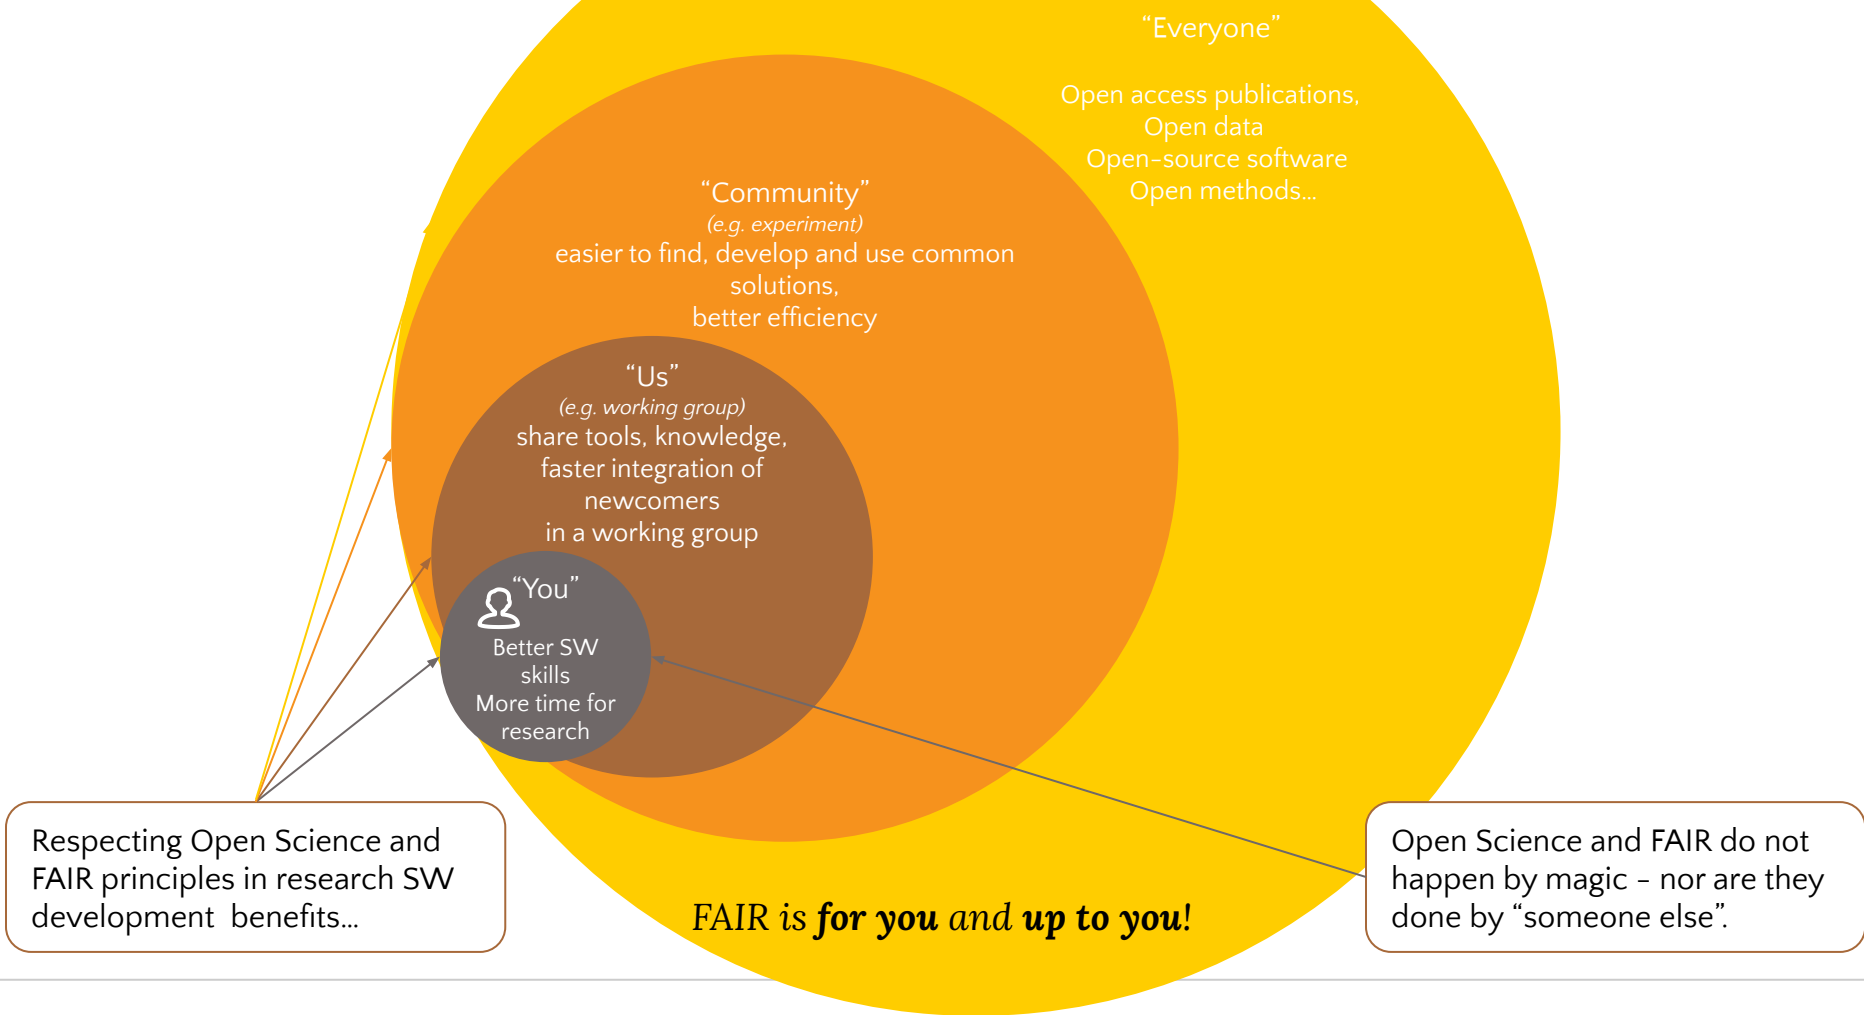 “Everyone”
Open access publications,
Open data
Open-source software
Open methods...
“Community”
(e.g. experiment)
easier to find, develop and use common
solutions,
better efficiency
“Us”
(e.g. working group)
share tools, knowledge,
faster integration of
newcomers
in a working group
“You”
Better SW
skills
More time for
research
Respecting Open Science and
FAIR principles in research SW
development benefits...
FAIR is for you and up to you!
Open Science and FAIR do not
happen by magic - nor are they
done by “someone else”.